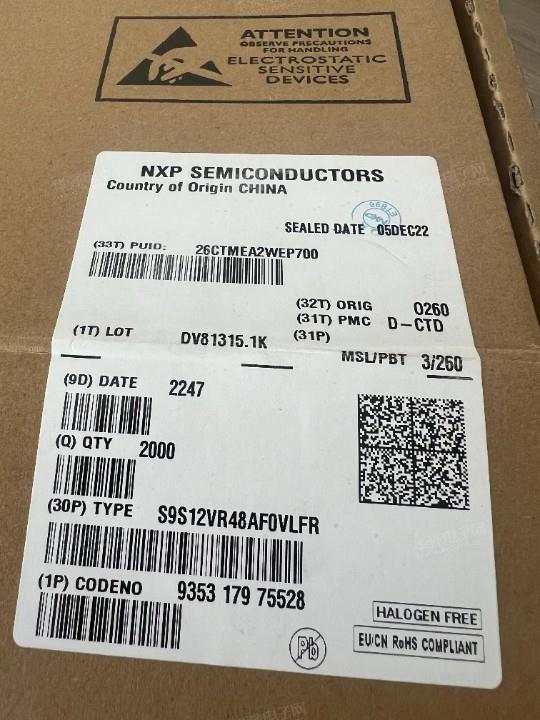 ATTENTION
OBSERVE PRECAUTIONS
FOR HANDLING
ELECTROSTATIC
SENSITIVE
DEVICES
NXP SEMICONDUCTORS
Country of Origin CHINA
SEALED DATE 05DEC22
(33T) PUID: 26CTMEA2WEP700
(32T) ORIG 0260
(31T) PMC D-CTD
(31P)
(1T) LOT DV81315.1K
MSL/PBT 3/260
(9D) DATE 2247
(Q) QTY 2000
(30P) TYPE S9S12VR48AF0VLFR
(1P) CODENO 9353 179 75528
HALOGEN FREE
Pb
EU/CN RoHS COMPLIANT